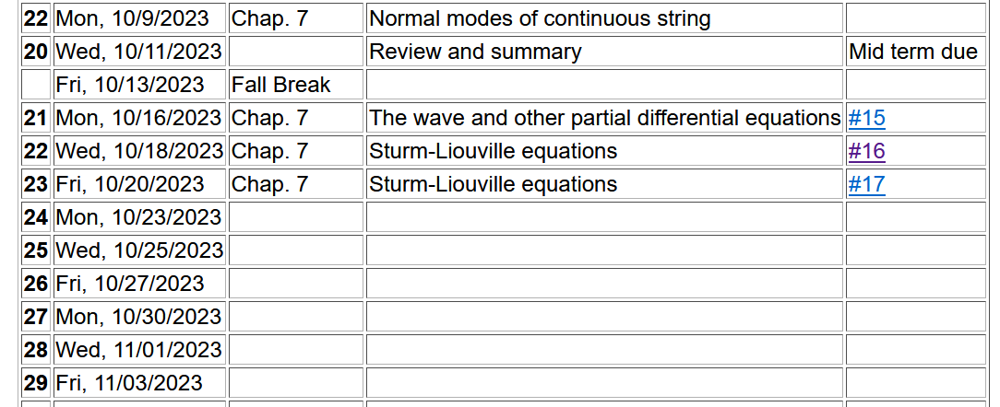 22 Mon, 10/9/2023 Chap. 7 Normal modes of continuous string
20 Wed, 10/11/2023 Review and summary Mid term due
Fri, 10/13/2023 Fall Break
21 Mon, 10/16/2023 Chap. 7 The wave and other partial differential equations #15
22 Wed, 10/18/2023 Chap. 7 Sturm-Liouville equations #16
23 Fri, 10/20/2023 Chap. 7 Sturm-Liouville equations #17
24 Mon, 10/23/2023
25 Wed, 10/25/2023
26 Fri, 10/27/2023
27 Mon, 10/30/2023
28 Wed, 11/01/2023
29 Fri, 11/03/2023